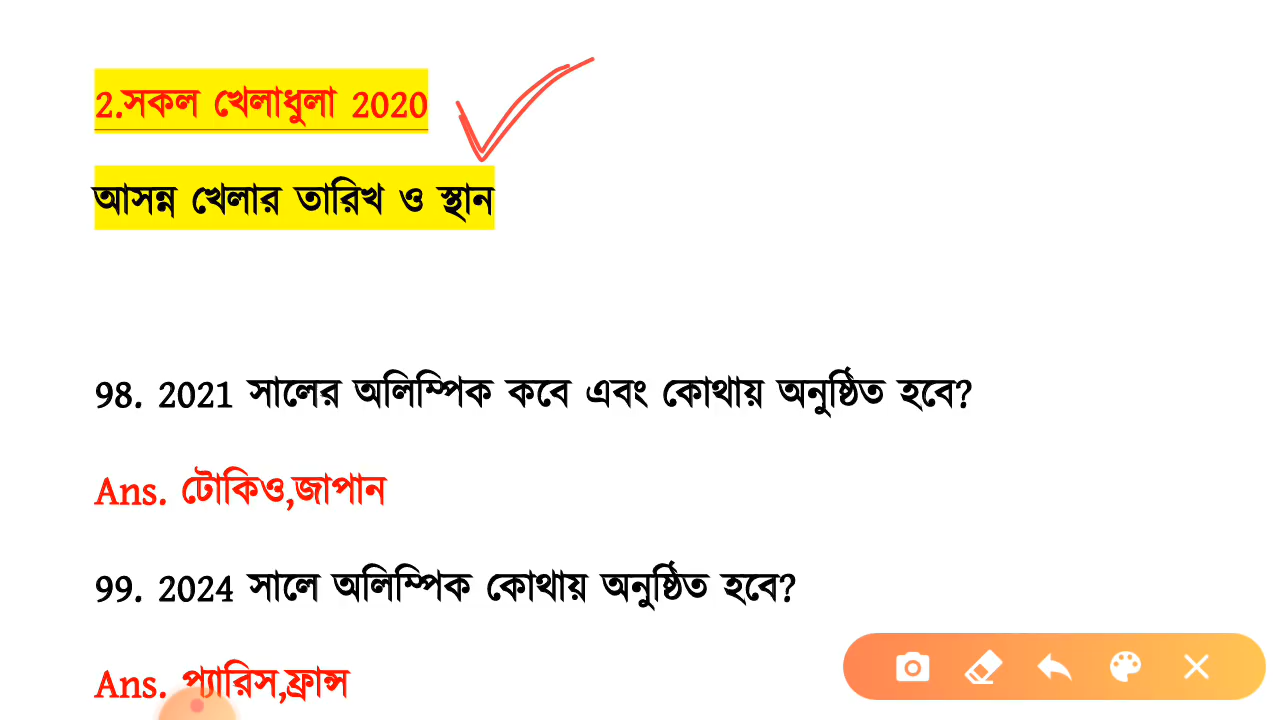 2.সকল খেলাধুলা 2020
আসন্ন খেলার তারিখ ও স্থান
98. 2021 সালের অলিম্পিক কবে এবং কোথায় অনুষ্ঠিত হবে?
Ans. টোকিও,জাপান
99. 2024 সালে অলিম্পিক কোথায় অনুষ্ঠিত হবে?
Ans. প্যারিস,ফ্রান্স